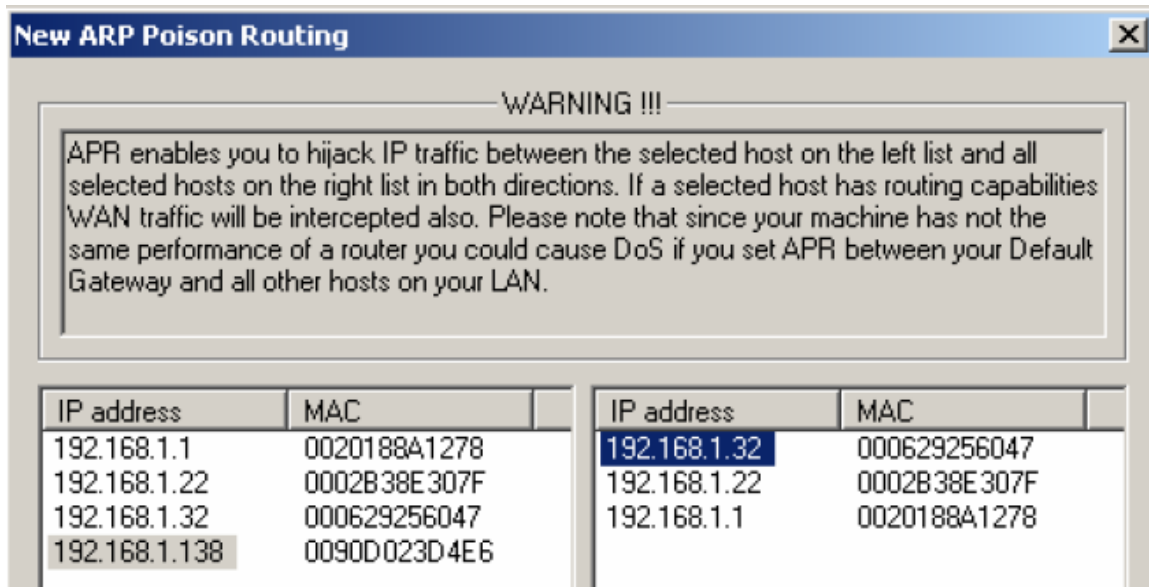 New ARP Poison Routing
WARNING !!!
APR enables you to hijack IP traffic between the selected host on the left list and all
selected hosts on the right list in both directions. If a selected host has routing capabilities
WAN traffic will be intercepted also. Please note that since your machine has not the
same performance of a router you could cause DoS if you set APR between your Default
Gateway and all other hosts on your LAN.
IP address MAC
192.168.1.1 0020188A1278
192.168.1.22 0002B38E307F
192.168.1.32 000629256047
192.168.1.138 0090D023D4E6
IP address MAC
192.168.1.32 000629256047
192.168.1.22 0002B38E307F
192.168.1.1 0020188A1278